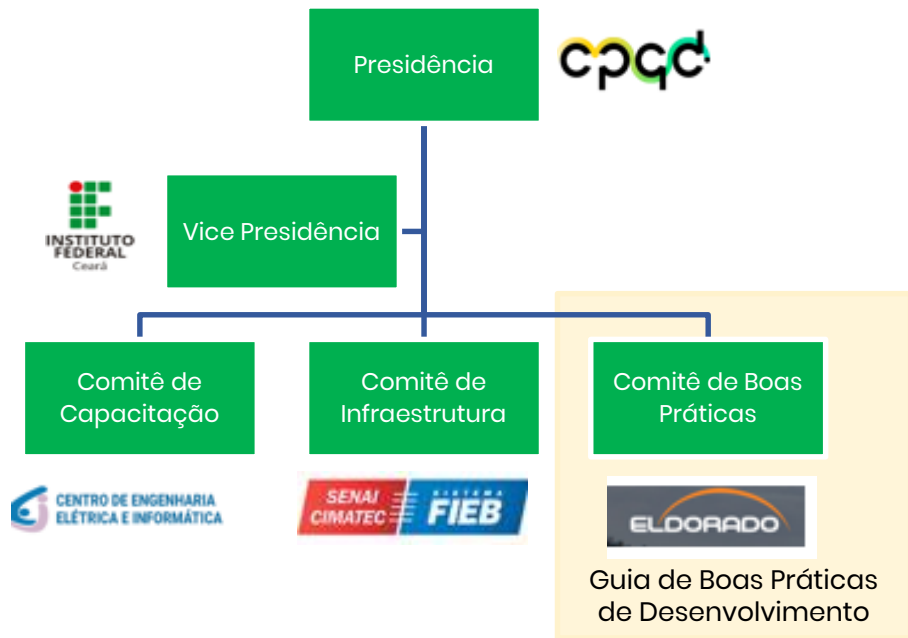 Presidência
cpqd
INSTITUTO
FEDERAL
Ceará
Vice Presidência
Comitê de
Capacitação
Comitê de
Infraestrutura
Comitê de Boas
Práticas
CENTRO DE ENGENHARIA
ELÉTRICA E INFORMÁTICA
SENAI
CIMATEC
SISTEMA
FIEB
ELDORADO
Guia de Boas Práticas
de Desenvolvimento